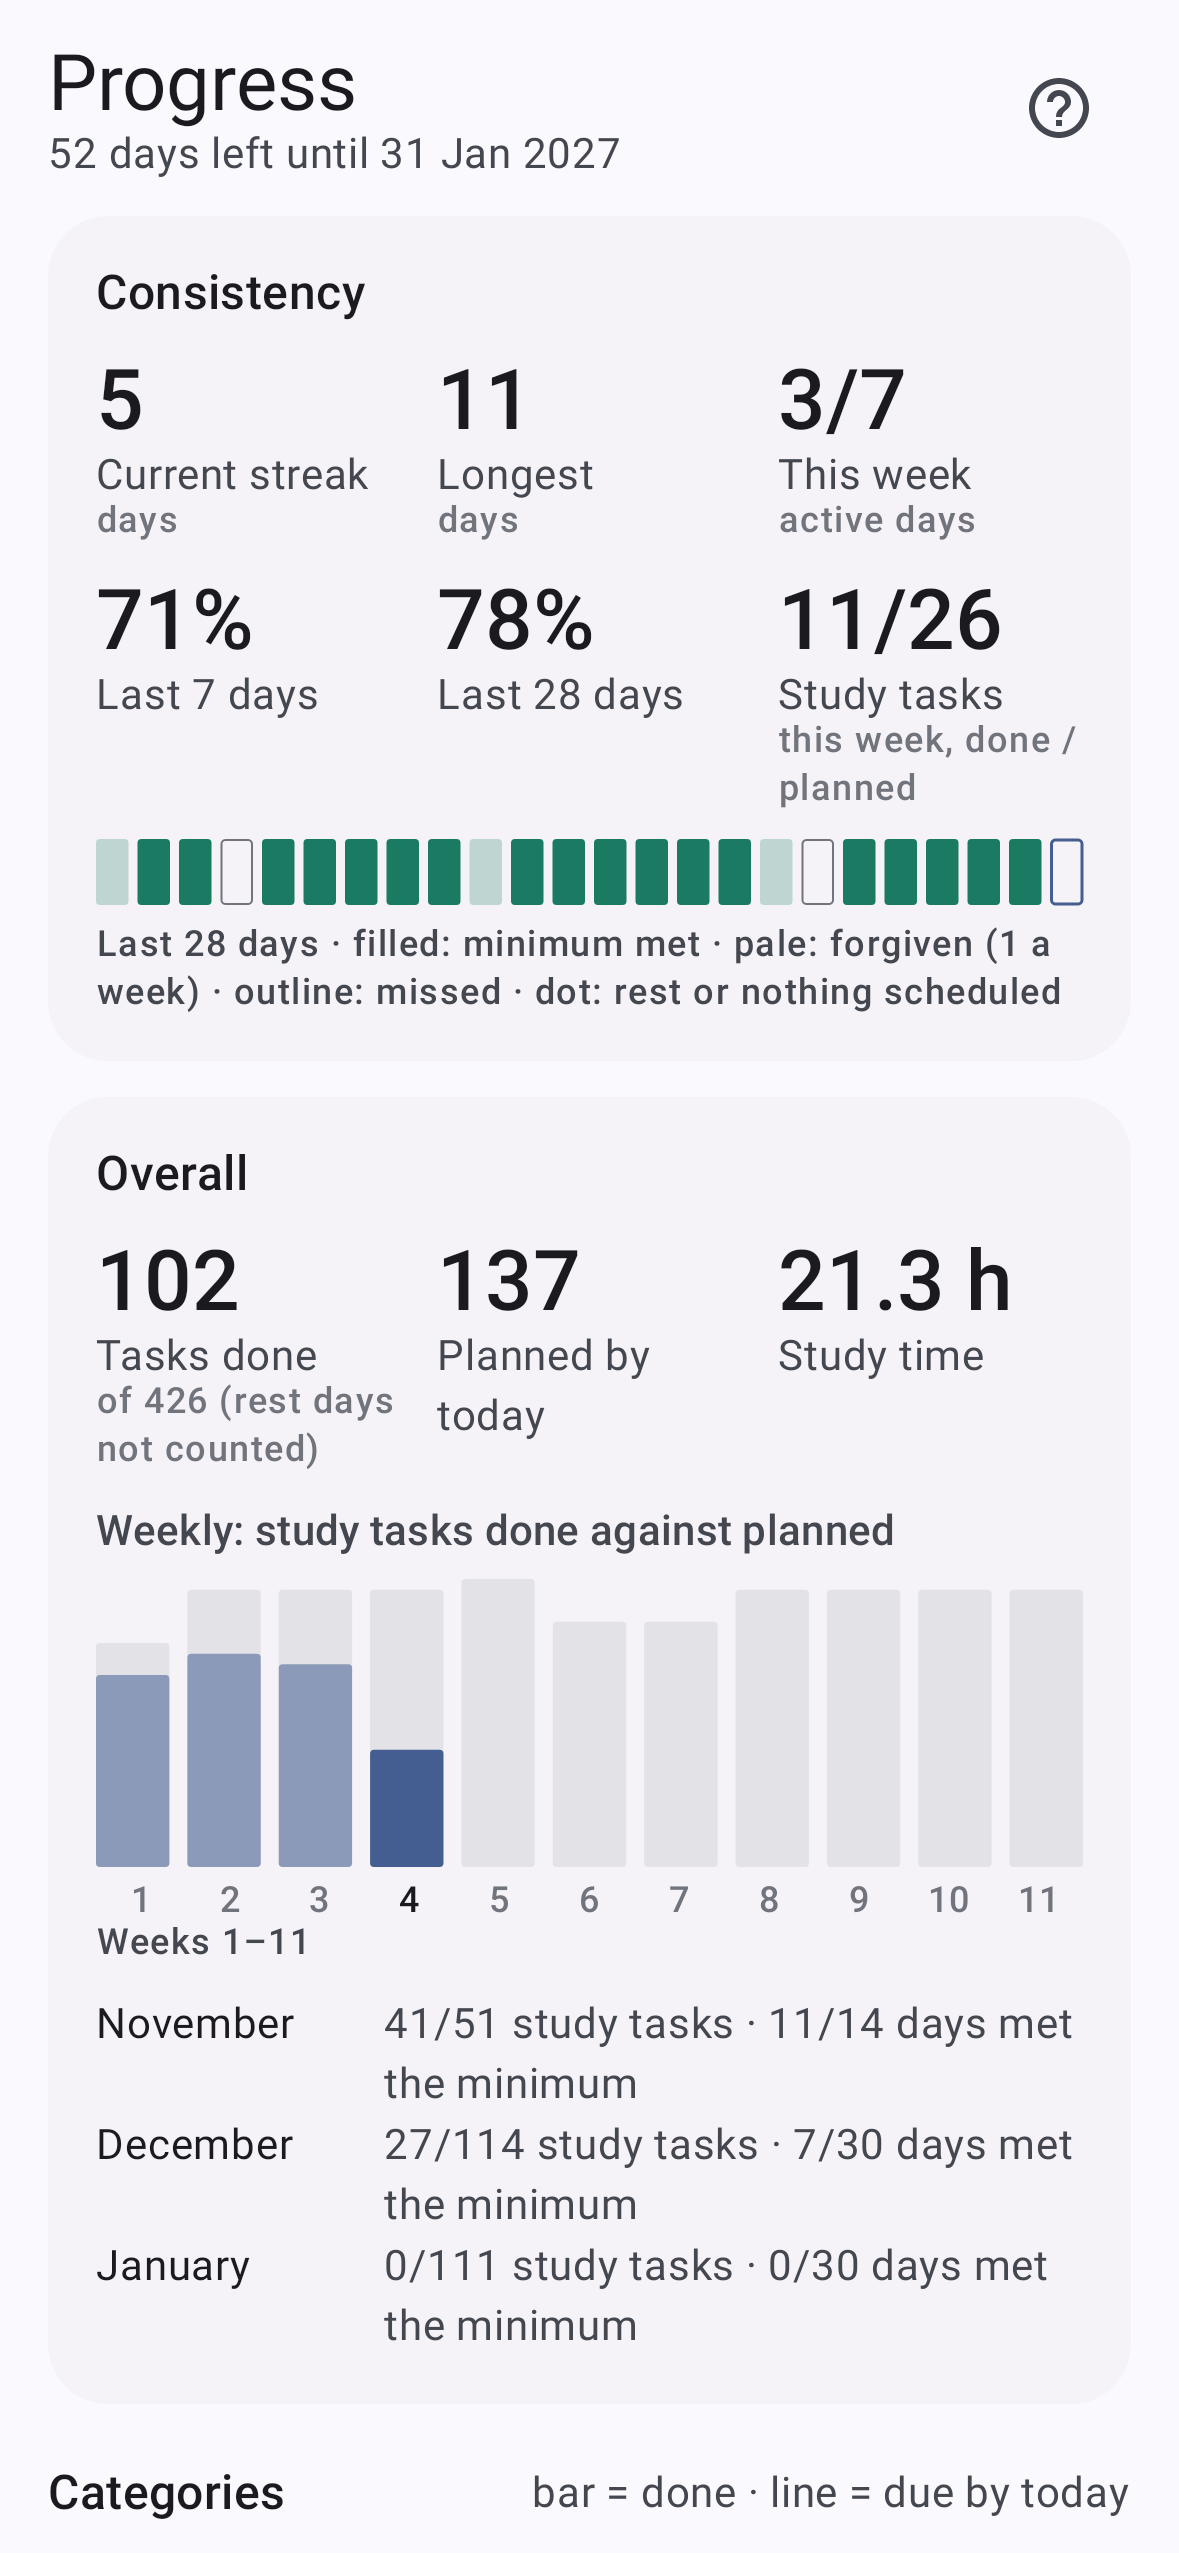 Progress
52 days left until 31 Jan 2027
Consistency
5 11 3/7
Current streak Longest This week
days days active days
71% 78% 11/26
Last 7 days Last 28 days Study tasks
this week, done /
planned
Last 28 days · filled: minimum met · pale: forgiven (1 a
week) · outline: missed · dot: rest or nothing scheduled
Overall
102 137 21.3 h
Tasks done Planned by Study time
of 426 (rest days today
not counted)
Weekly: study tasks done against planned
1 2 3 4 5 6 7 8 9 10 11
Weeks 1–11
November 41/51 study tasks · 11/14 days met
the minimum
December 27/114 study tasks · 7/30 days met
the minimum
January 0/111 study tasks · 0/30 days met
the minimum
Categories bar = done · line = due by today